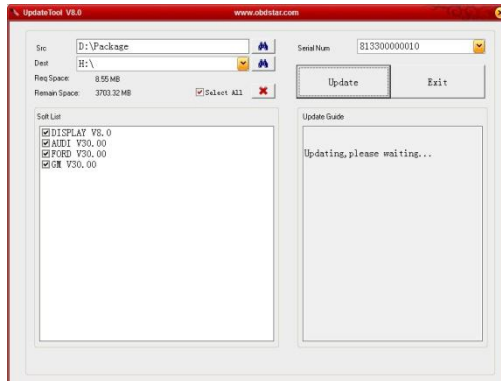 UpdateTool V8.0 www.obdstar.com
Src D:\Package Serial Num 813300000010
Dest H:\
Req Space: 8.55 MB
Remain Space: 3703.32 MB Select All
Update Exit
Soft List Update Guide
DISPLAY V8.0
AUDI V30.00
FORD V30.00
GM V30.00
Updating,please waiting...